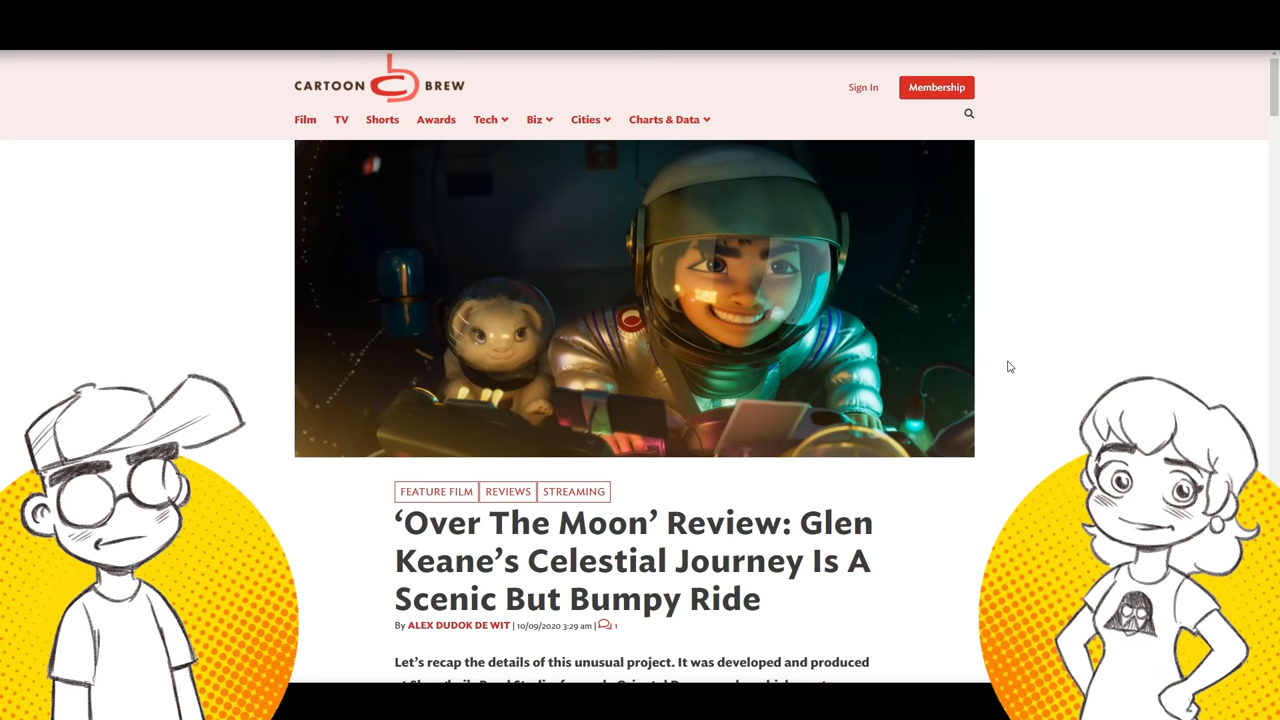 CARTOON BREW
Sign In
Membership
Film TV Shorts Awards Tech Biz Cities Charts & Data
FEATURE FILM REVIEWS STREAMING
‘Over The Moon’ Review: Glen
Keane’s Celestial Journey Is A
Scenic But Bumpy Ride
By ALEX DUDOK DE WIT | 10/09/2020 3:29 am | 1
Let’s recap the details of this unusual project. It was developed and produced